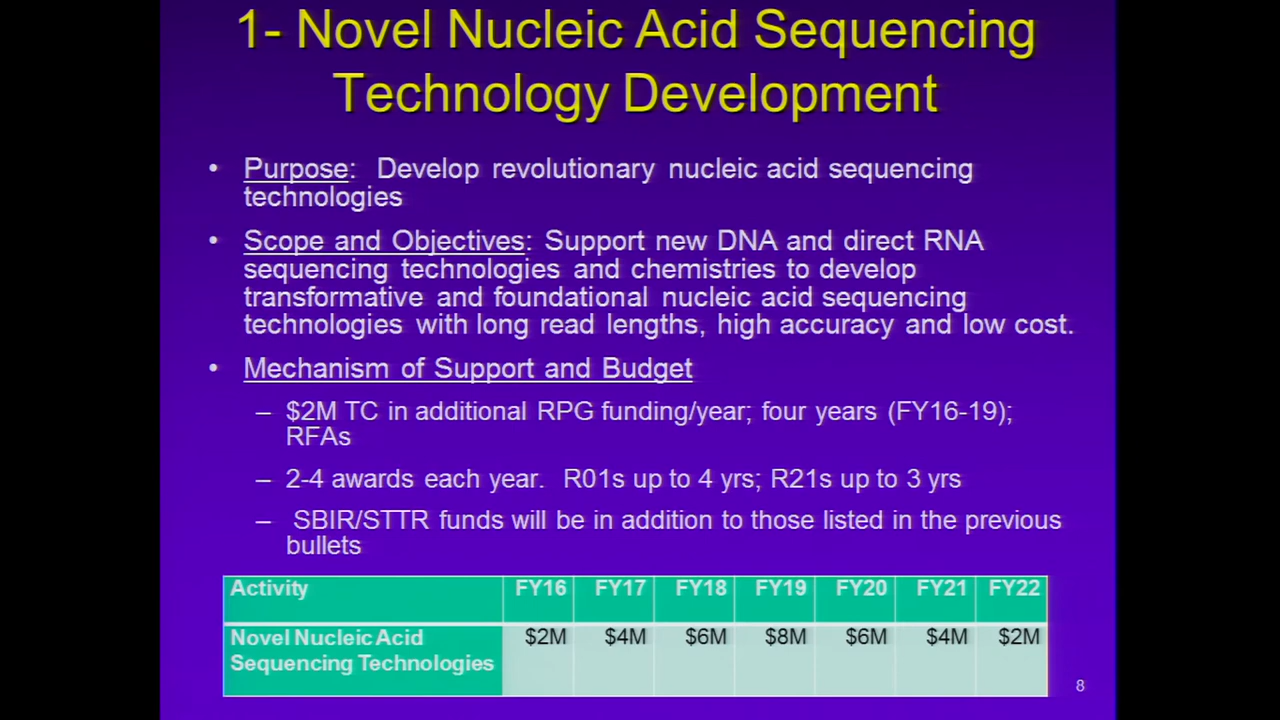 1- Novel Nucleic Acid Sequencing
Technology Development
• Purpose: Develop revolutionary nucleic acid sequencing
technologies
• Scope and Objectives: Support new DNA and direct RNA
sequencing technologies and chemistries to develop
transformative and foundational nucleic acid sequencing
technologies with long read lengths, high accuracy and low cost.
• Mechanism of Support and Budget
– $2M TC in additional RPG funding/year; four years (FY16-19);
RFAs
– 2-4 awards each year. R01s up to 4 yrs; R21s up to 3 yrs
– SBIR/STTR funds will be in addition to those listed in the previous
bullets
Activity FY16 FY17 FY18 FY19 FY20 FY21 FY22
Novel Nucleic Acid $2M $4M $6M $8M $6M $4M $2M
Sequencing Technologies
8